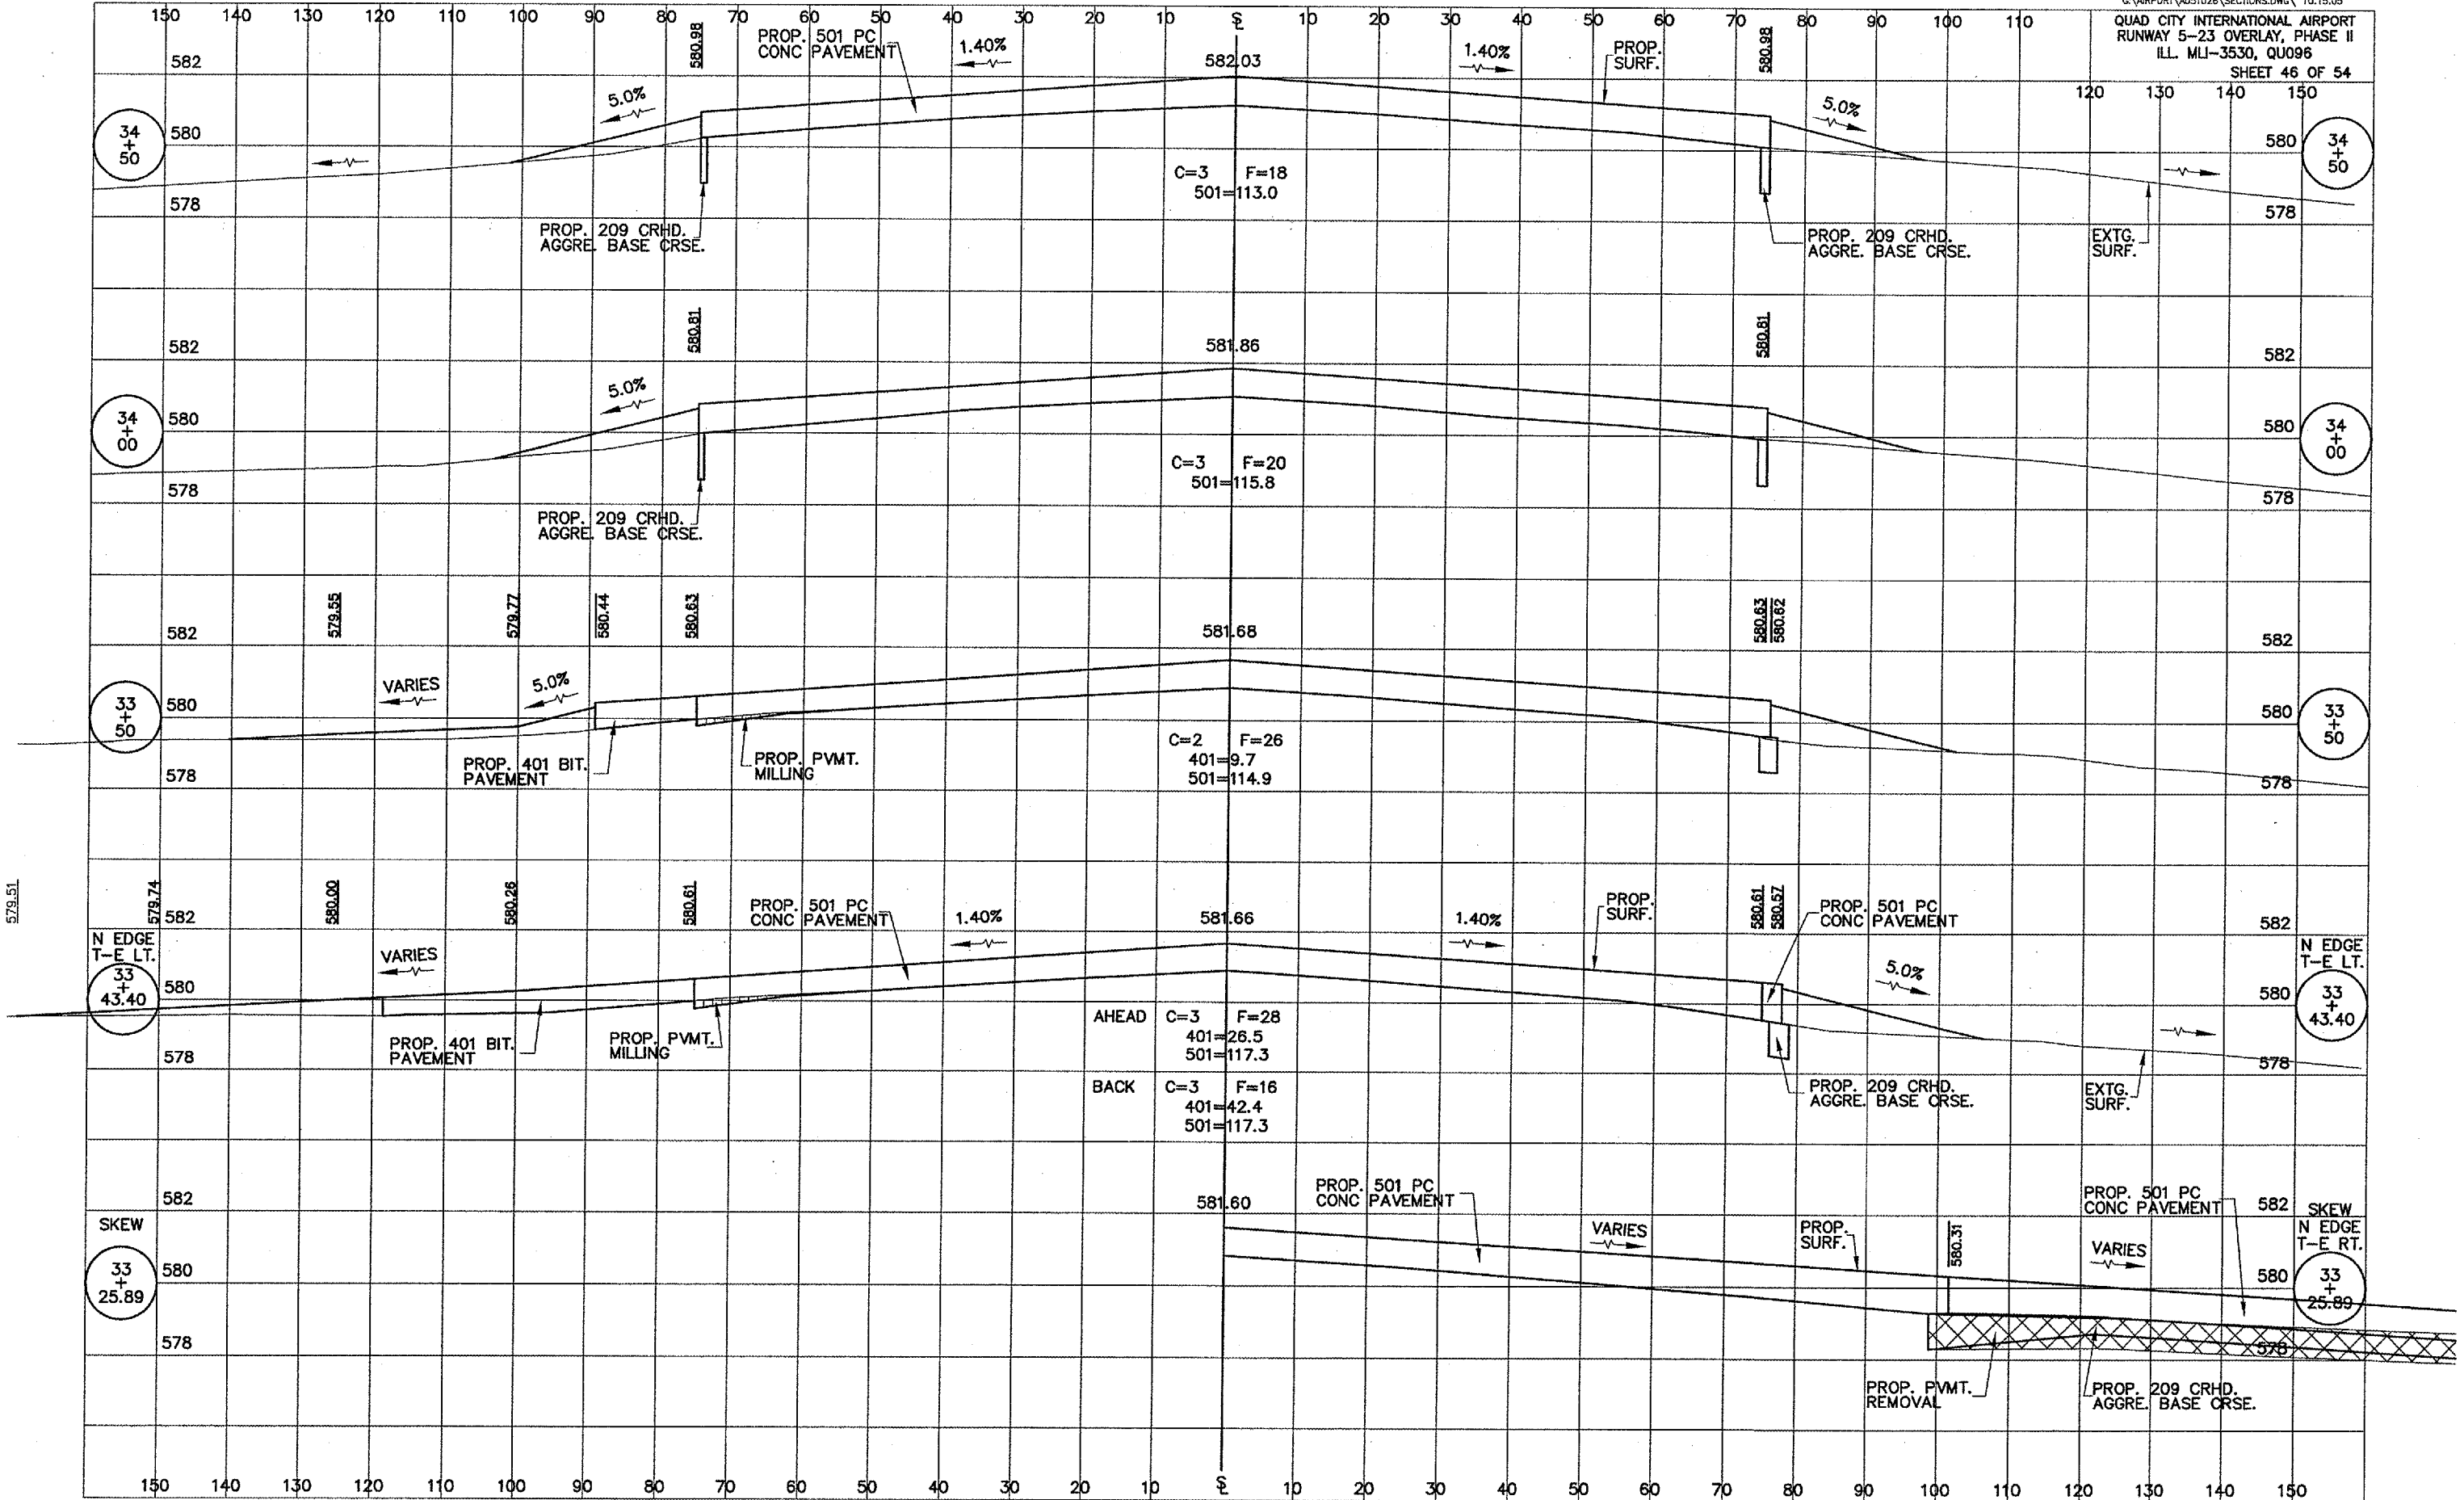 G:\AIRPORT\AD51026\SECTIONS.DWG\ 10.15.05
QUAD CITY INTERNATIONAL AIRPORT
RUNWAY 5-23 OVERLAY, PHASE II
ILL. MLI-3530, QU096
SHEET 46 OF 54
150 140 130 120 110 100 90 80 70 60 50 40 30 20 10 ℄ 10 20 30 40 50 60 70 80 90 100 110
120 130 140 150
580.98
PROP. 501 PC
CONC PAVEMENT
1.40%
582.03
1.40%
PROP.
SURF.
580.98
582
5.0%
5.0%
34
+
50
580
580
34
+
50
C=3 F=18
501=113.0
578
578
PROP. 209 CRHD.
AGGRE. BASE CRSE.
PROP. 209 CRHD.
AGGRE. BASE CRSE.
EXTG.
SURF.
580.81
581.86
580.81
582
582
5.0%
34
+
00
580
580
34
+
00
C=3 F=20
501=115.8
578
578
PROP. 209 CRHD.
AGGRE. BASE CRSE.
579.55
579.77
580.44
580.63
581.68
580.63
580.62
582
582
VARIES
5.0%
33
+
50
580
580
33
+
50
C=2 F=26
401=9.7
501=114.9
PROP. 401 BIT.
PAVEMENT
PROP. PVMT.
MILLING
578
578
579.51
579.74
580.00
580.26
580.61
PROP. 501 PC
CONC PAVEMENT
1.40%
581.66
1.40%
PROP.
SURF.
580.61
580.57
PROP. 501 PC
CONC PAVEMENT
582
582
N EDGE
T-E LT.
33
+
43.40
N EDGE
T-E LT.
33
+
43.40
VARIES
5.0%
580
580
PROP. 401 BIT.
PAVEMENT
PROP. PVMT.
MILLING
AHEAD C=3 F=28
401=26.5
501=117.3
578
578
BACK C=3 F=16
401=42.4
501=117.3
PROP. 209 CRHD.
AGGRE. BASE CRSE.
EXTG.
SURF.
582
581.60
PROP. 501 PC
CONC PAVEMENT
VARIES
PROP.
SURF.
580.31
PROP. 501 PC
CONC PAVEMENT
VARIES
582
SKEW
33
+
25.89
SKEW
N EDGE
T-E RT.
33
+
25.89
580
580
578
578
PROP. PVMT.
REMOVAL
PROP. 209 CRHD.
AGGRE. BASE CRSE.
150 140 130 120 110 100 90 80 70 60 50 40 30 20 10 ℄ 10 20 30 40 50 60 70 80 90 100 110 120 130 140 150